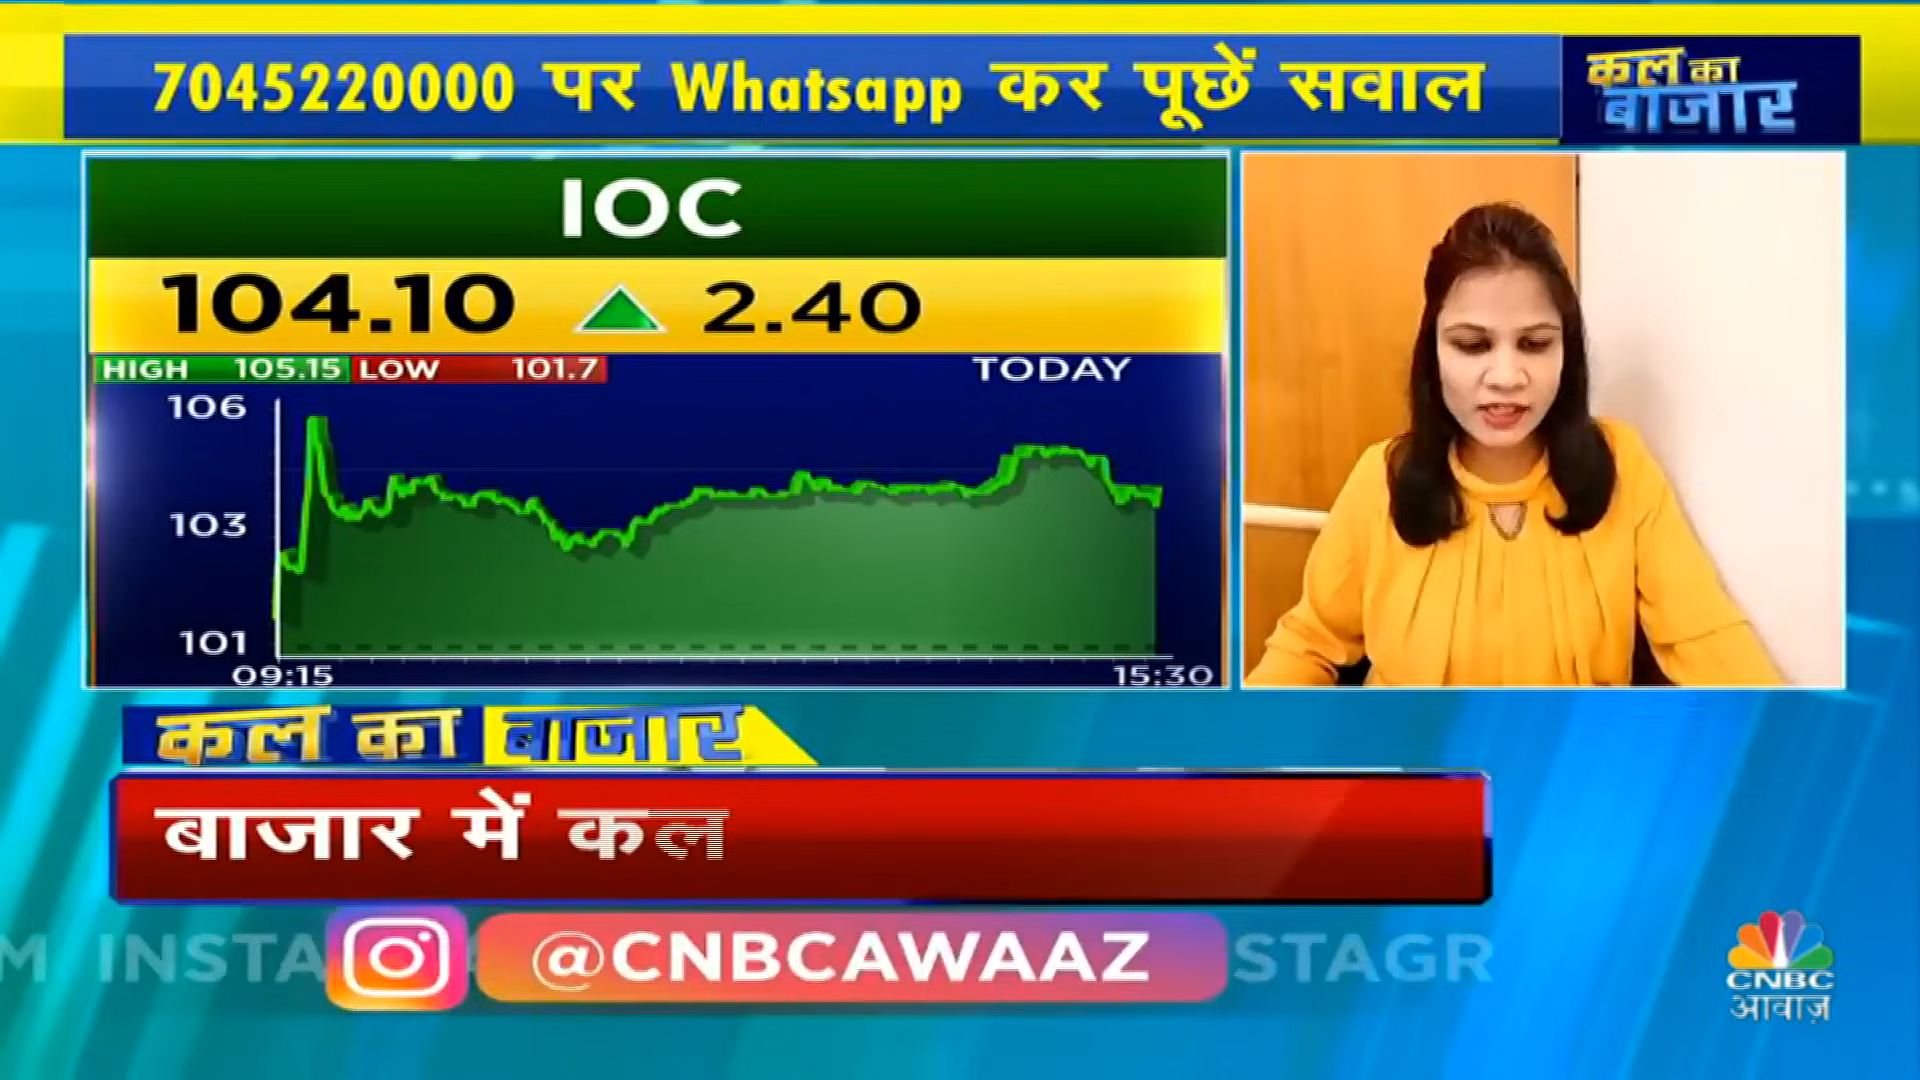 7045220000 पर Whatsapp कर पूछें सवाल
कल का
बाजार
IOC
104.10 2.40
HIGH 105.15 LOW 101.7 TODAY
106
103
101
09:15 15:30
कल का बाजार
बाजार में कल
M INSTA @CNBCAWAAZ STAGR
CNBC
आवाज़